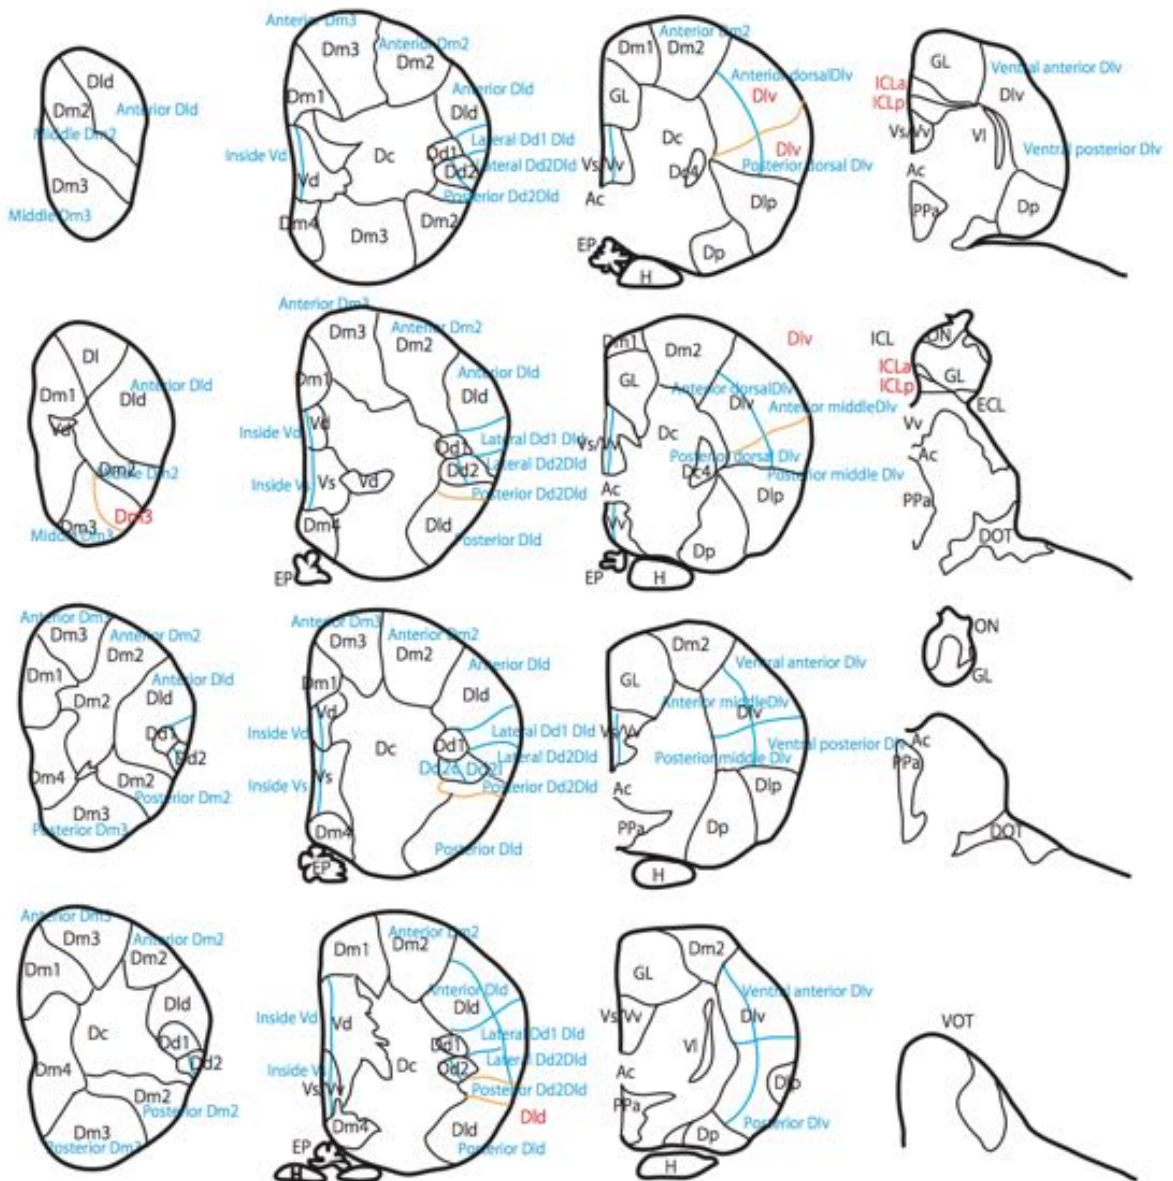 Dld
Dm2
Anterior Dld
Middle Dm2
Dm3
Middle Dm3
Anterior Dm3
Dm3
Anterior Dm2
Dm2
Anterior Dld
Dm1
Dld
Lateral Dd1 Dld
Dd1
Inside Vd
Dc
Lateral Dd2Dld
Dd2
Vd
Posterior Dd2Dld
Dm4
Dm3
Dm2
Anterior Dm2
Dm1
Dm2
Anterior dorsalDlv
GL
Dlv
Dc
Dlv
Vs/Vv
Dc4
Posterior dorsal Dlv
Ac
Dlp
EP
Dp
H
GL
Ventral anterior Dlv
ICLa
ICLp
Dlv
Vs/Vv
Vl
Ventral posterior Dlv
Ac
PPa
Dp
Dl
Dm1
Anterior Dld
Dld
Vd
Dm2
Middle Dm2
Dm3
Dm3
Middle Dm3
Anterior Dm3
Dm3
Anterior Dm2
Dm2
Anterior Dld
Dm1
Dld
Vd
Inside Vd
Lateral Dd1 Dld
Dd1
Lateral Dd2Dld
Dd2
Inside Vs
Vs
Vd
Posterior Dd2Dld
Dm4
Dld
Posterior Dld
EP
Dm1
Dm2
Dlv
GL
Anterior dorsalDlv
Dlv
Anterior middleDlv
Dc
Vs/Vv
Posterior dorsal Dlv
Dc4
Posterior middle Dlv
Ac
Dlp
Vv
Dp
EP
H
ICL
ON
ICLa
ICLp
GL
ECL
Vv
Ac
PPa
DOT
Anterior Dm3
Dm3
Anterior Dm2
Dm2
Dm1
Anterior Dld
Dm2
Dld
Dd1
Dd2
Dm4
Dm2
Posterior Dm2
Dm3
Posterior Dm3
Anterior Dm3
Dm3
Anterior Dm2
Dm2
Anterior Dld
Dm1
Dld
Vd
Inside Vd
Lateral Dd1 Dld
Dd1
Dc
Lateral Dd2Dld
Vs
Inside Vs
Posterior Dd2Dld
Dm4
Posterior Dld
EP
Dm2
Ventral anterior Dlv
GL
Anterior middleDlv
Dlv
Vs/Vv
Ventral posterior Dlv
Posterior middle Dlv
Ac
Dlp
PPa
Dp
H
ON
GL
Ac
PPa
DOT
Anterior Dm3
Dm3
Anterior Dm2
Dm2
Dm1
Dld
Dc
Dd1
Dd2
Dm4
Dm2
Posterior Dm2
Dm3
Posterior Dm3
Anterior Dm2
Dm1
Dm2
Anterior Dld
Dld
Inside Vd
Vd
Lateral Dd1 Dld
Dd1
Lateral Dd2Dld
Dc
Dd2
Inside Vs
Vs/Vv
Posterior Dd2Dld
Dld
Dm4
Dld
EP
Posterior Dld
H
Dm2
GL
Ventral anterior Dlv
Vs/Vv
Dlv
Vl
Ac
Dlp
PPa
Posterior Dlv
Dp
H
VOT